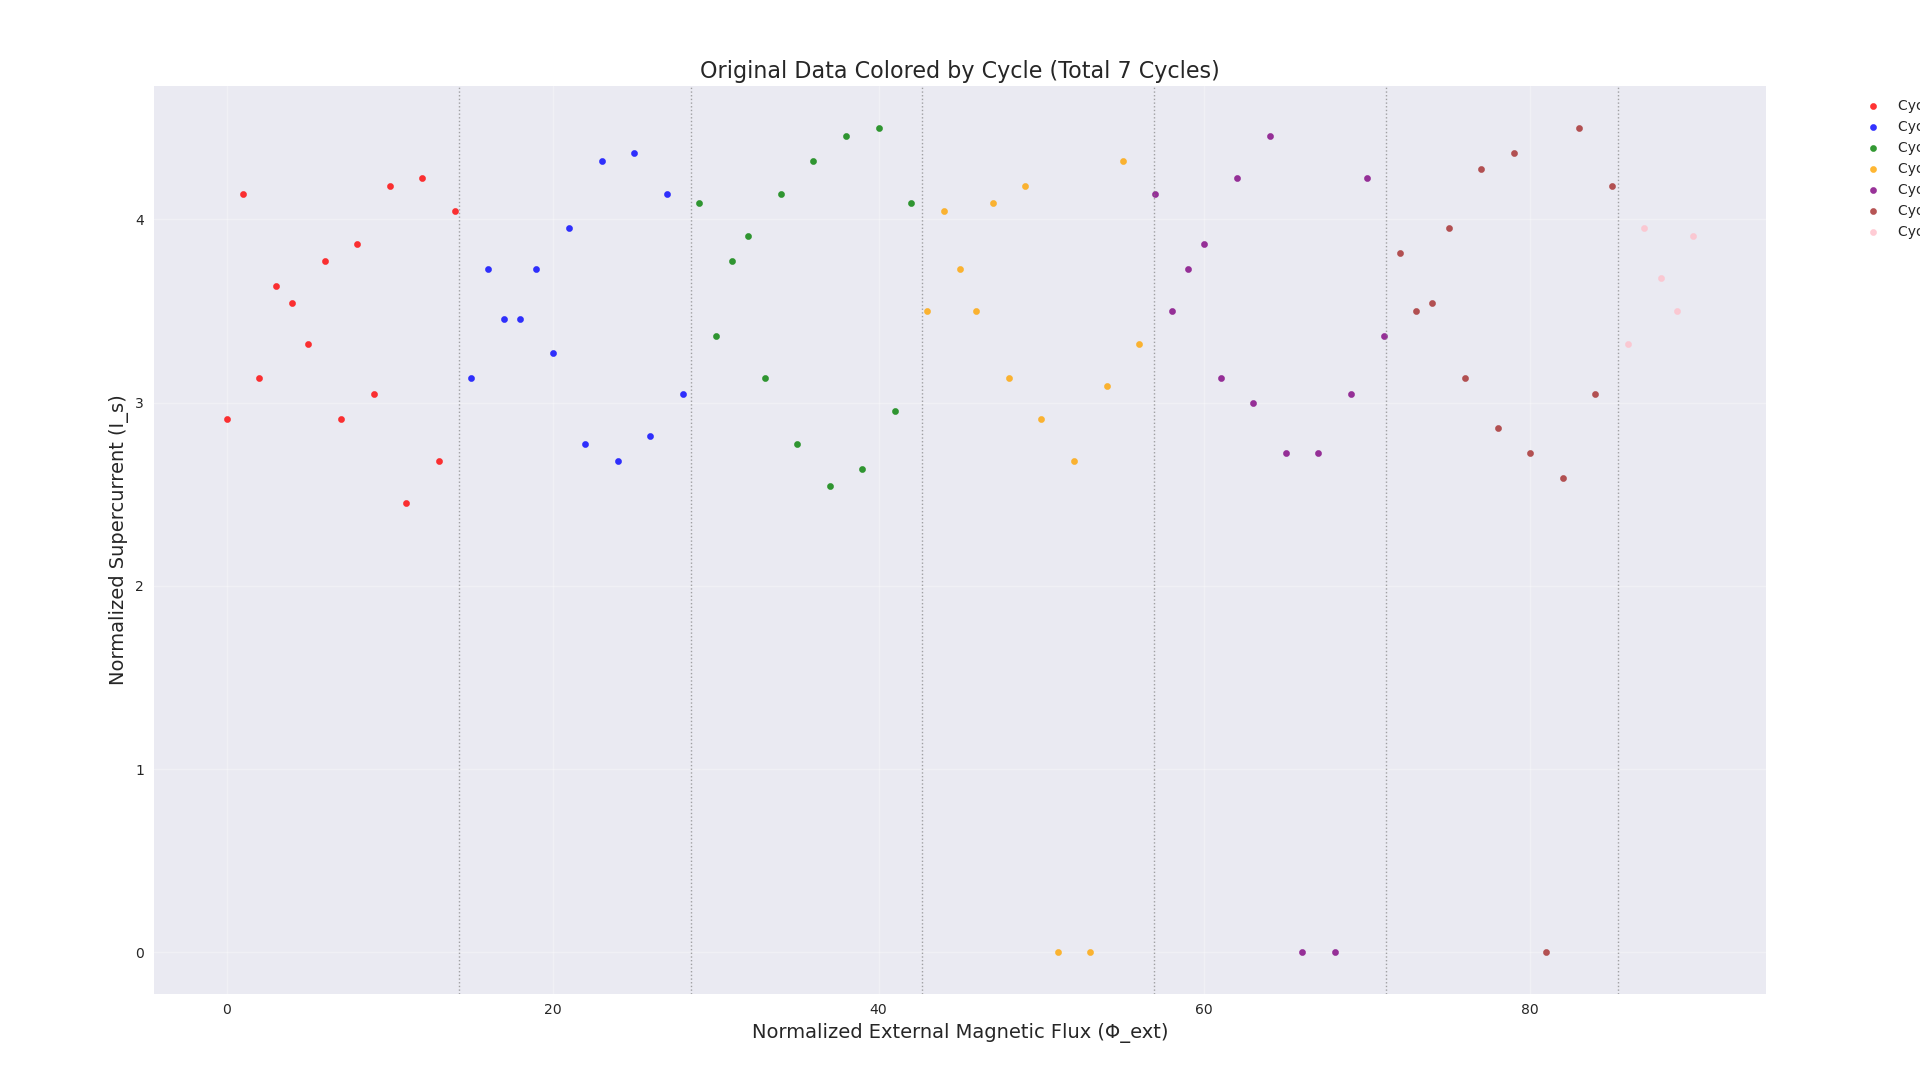 Original Data Colored by Cycle (Total 7 Cycles)
Normalized Supercurrent (I_s)
4
3
2
1
0
0 20 40 60 80
Normalized External Magnetic Flux (Φ_ext)
Cyc
Cyc
Cyc
Cyc
Cyc
Cyc
Cyc